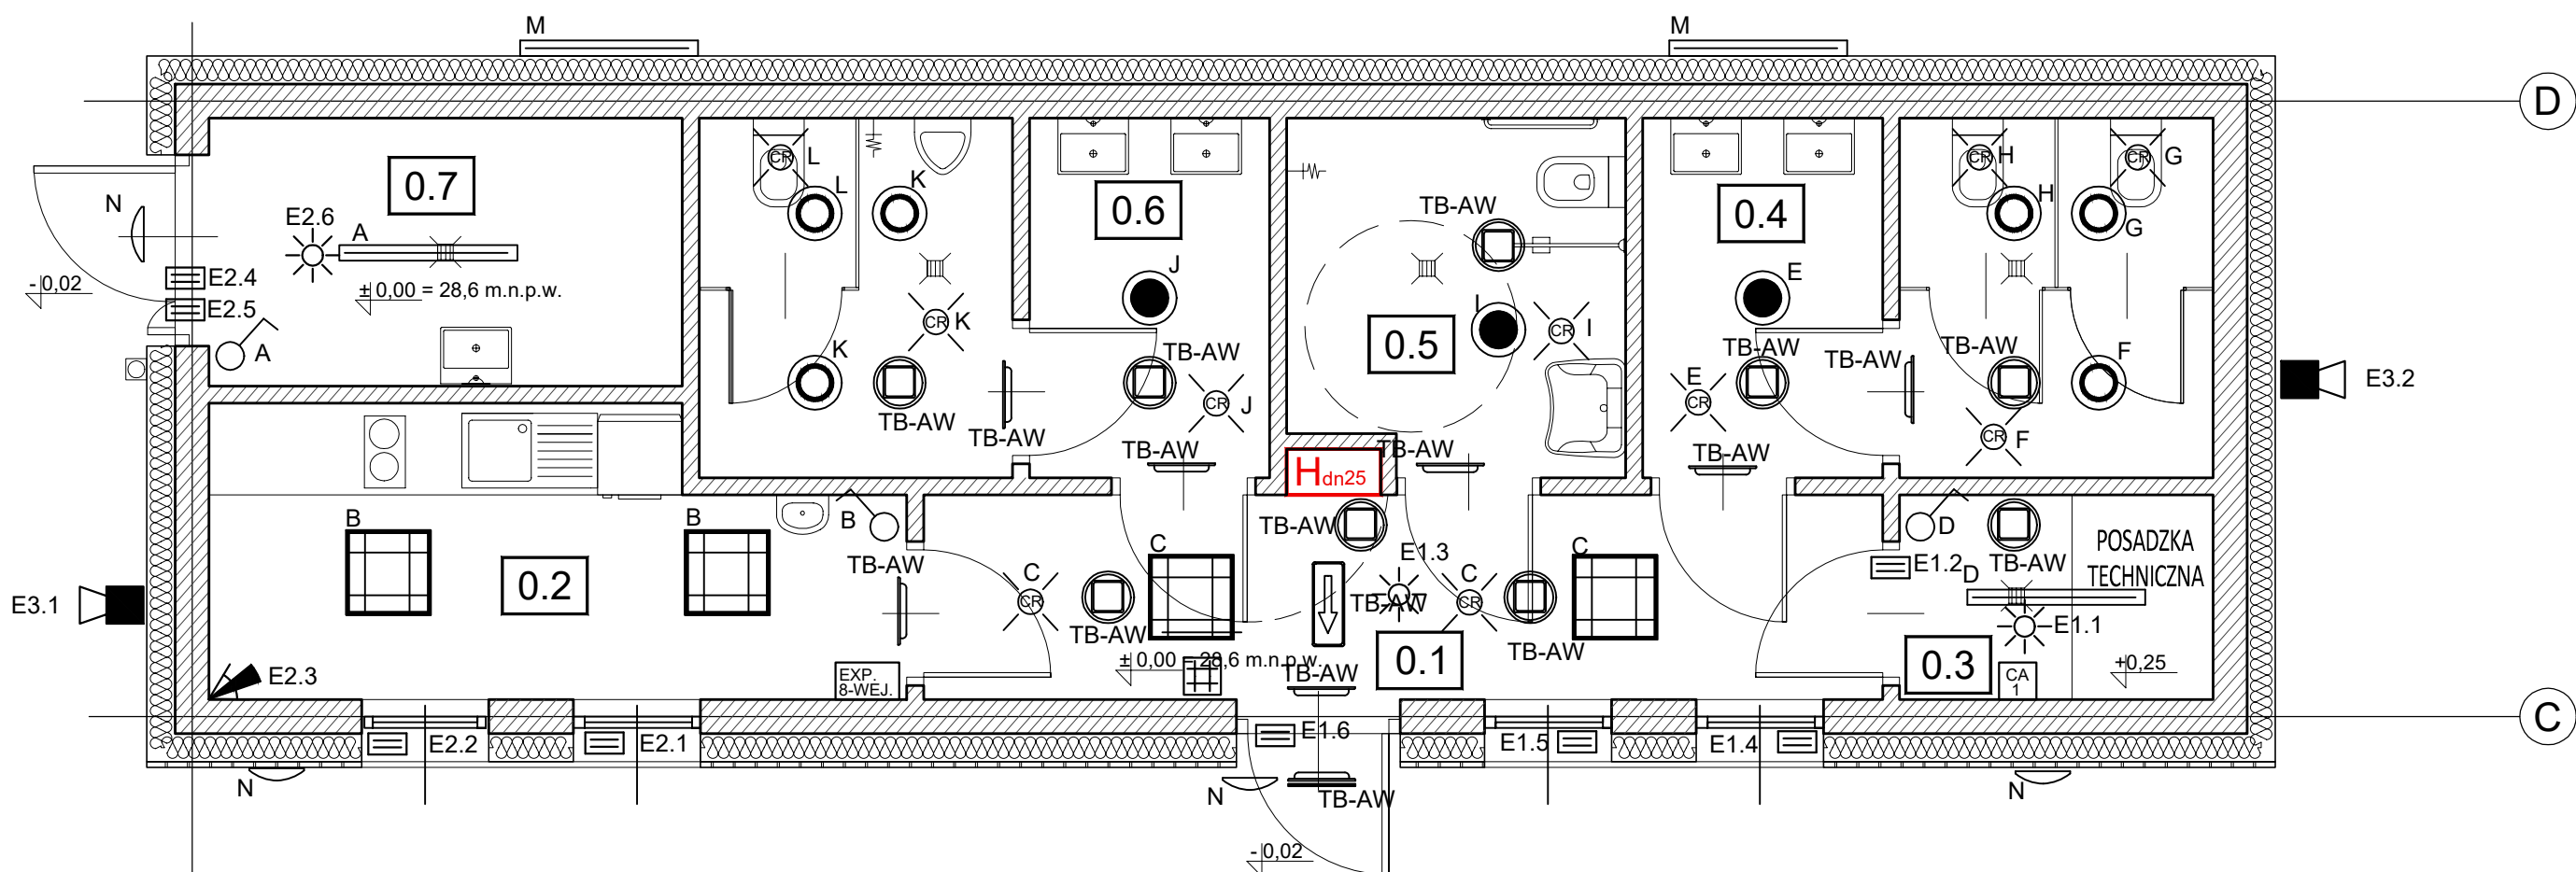 M
M
D
CR
L
CR
H
CR
G
L
K
H
G
0.7
0.6
0.4
TB-AW
N
E2.6
A
J
E
E2.4
-0,02
± 0,00 = 28,6 m.n.p.w.
E2.5
I
CR
K
CR
I
0.5
A
K
TB-AW
TB-AW
TB-AW
TB-AW
F
E3.2
E
CR
CR
J
TB-AW
TB-AW
CR
F
TB-AW
TB-AW
TB-AW
Hdn25
B
B
B
TB-AW
D
POSADZKA
TECHNICZNA
C
C
E1.3
E1.2
TB-AW
TB-AW
C
C
D
0.2
E3.1
CR
CR
TB-AW
TB-AW
TB-AW
E1.1
0.1
0.3
± 0,00 = 28,6 m.n.p.w.
+0,25
E2.3
EXP.
8-WEJ.
TB-AW
CA
1
C
E2.2
E2.1
E1.6
E1.5
E1.4
N
N
TB-AW
N
-0,02